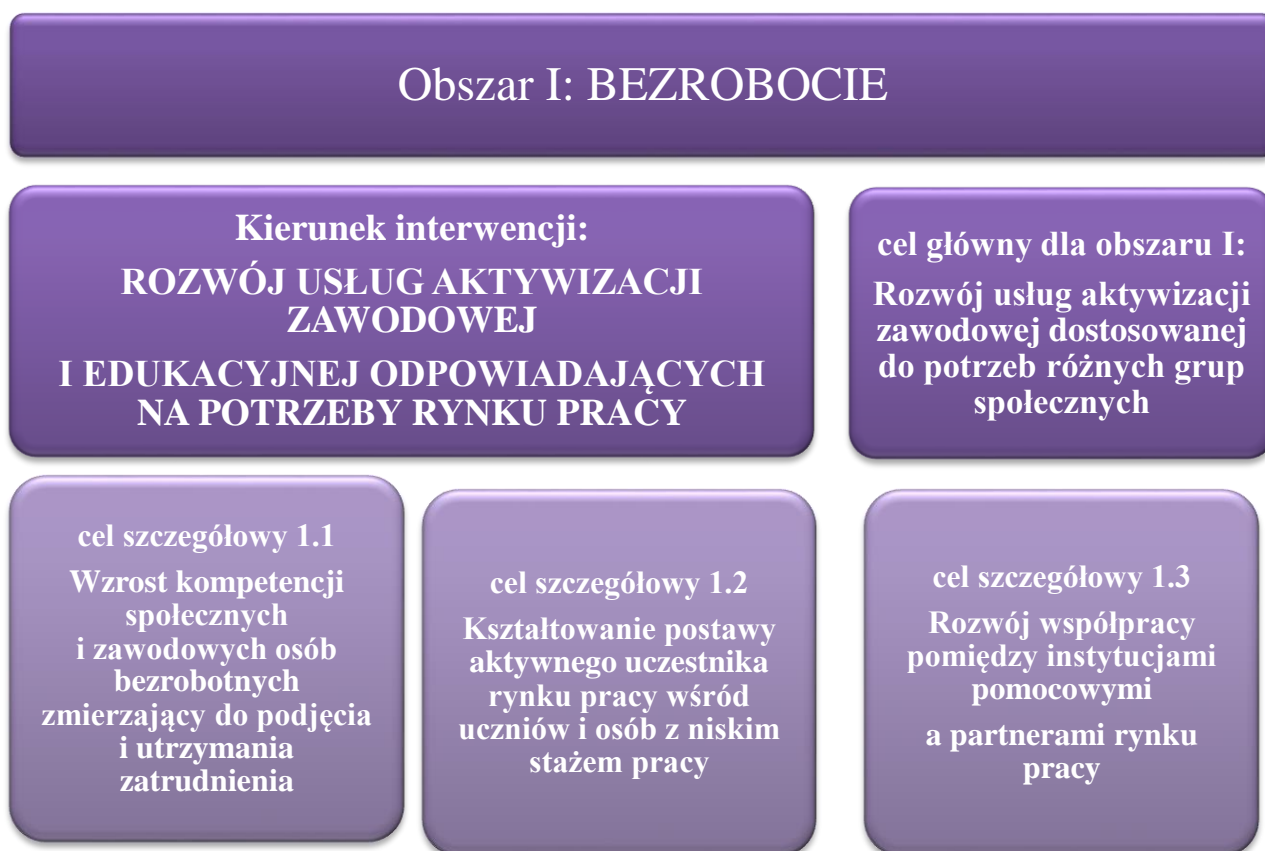 Obszar I: BEZROBOCIE
Kierunek interwencji:
ROZWÓJ USŁUG AKTYWIZACJI
ZAWODOWEJ
I EDUKACYJNEJ ODPOWIADAJĄCYCH
NA POTRZEBY RYNKU PRACY
cel główny dla obszaru I:
Rozwój usług aktywizacji
zawodowej dostosowanej
do potrzeb różnych grup
społecznych
cel szczegółowy 1.1
Wzrost kompetencji
społecznych
i zawodowych osób
bezrobotnych
zmierzający do podjęcia
i utrzymania
zatrudnienia
cel szczegółowy 1.2
Kształtowanie postawy
aktywnego uczestnika
rynku pracy wśród
uczniów i osób z niskim
stażem pracy
cel szczegółowy 1.3
Rozwój współpracy
pomiędzy instytucjami
pomocowymi
a partnerami rynku
pracy